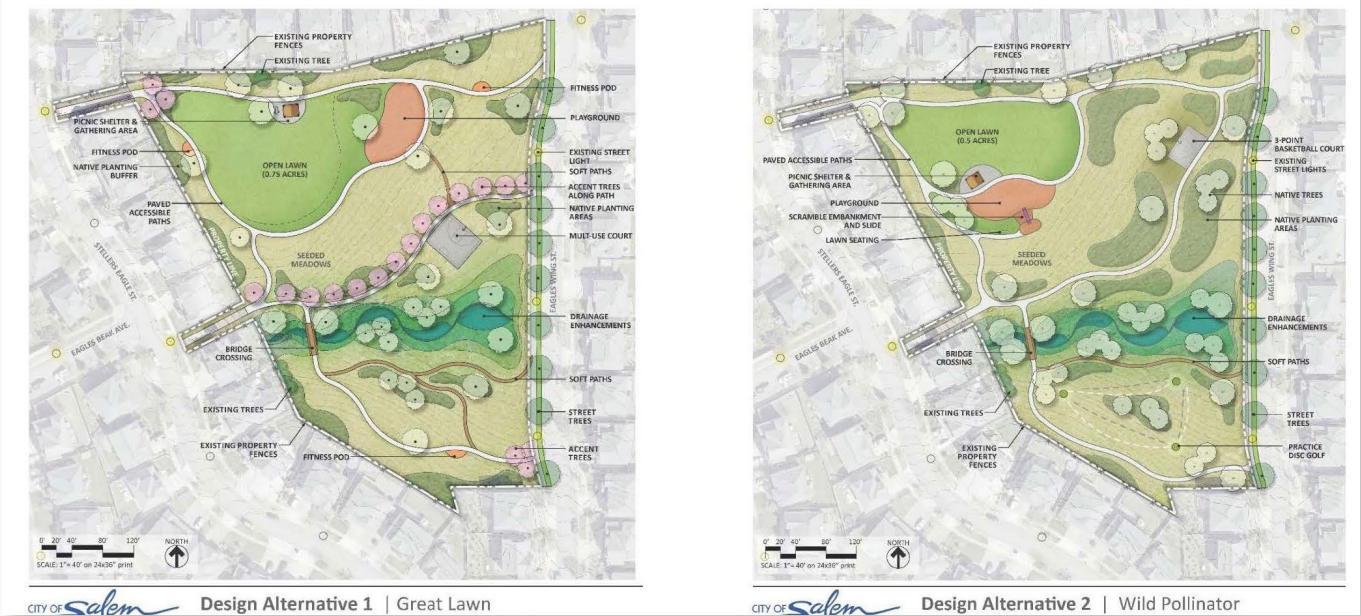 EXISTING PROPERTY
FENCES
EXISTING TREE
FITNESS POD
PICNIC SHELTER &
GATHERING AREA
PLAYGROUND
FITNESS POD
NATIVE PLANTING
BUFFER
OPEN LAWN
(0.75 ACRES)
EXISTING STREET
LIGHT
SOFT PATHS
ACCENT TREES
ALONG PATH
PAVED
ACCESSIBLE
PATHS
NATIVE PLANTING
AREAS
MULT-USE COURT
PROPERTY LINE
SEEDED
MEADOWS
STELLERS EAGLE ST.
EAGLES WING ST.
EAGLES BEAK AVE.
DRAINAGE
ENHANCEMENTS
BRIDGE
CROSSING
SOFT PATHS
EXISTING TREES
STREET
TREES
EXISTING PROPERTY
FENCES
FITNESS POD
ACCENT
TREES
0' 20' 40' 80' 120'
SCALE: 1"= 40' on 24x36" print
NORTH
CITY OF Salem
Design Alternative 1 | Great Lawn
EXISTING PROPERTY
FENCES
EXISTING TREE
OPEN LAWN
(0.5 ACRES)
3-POINT
BASKETBALL COURT
PAVED ACCESSIBLE PATHS
EXISTING
STREET LIGHTS
PICNIC SHELTER &
GATHERING AREA
NATIVE TREES
PLAYGROUND
SCRAMBLE EMBANKMENT
AND SLIDE
NATIVE PLANTING
AREAS
LAWN SEATING
PROPERTY LINE
SEEDED
MEADOWS
STELLERS EAGLE ST.
EAGLES WING ST.
EAGLES BEAK AVE.
DRAINAGE
ENHANCEMENTS
BRIDGE
CROSSING
SOFT PATHS
EXISTING TREES
STREET
TREES
EXISTING
PROPERTY
FENCES
PRACTICE
DISC GOLF
0' 20' 40' 80' 120'
SCALE: 1"= 40' on 24x36" print
NORTH
CITY OF Salem
Design Alternative 2 | Wild Pollinator